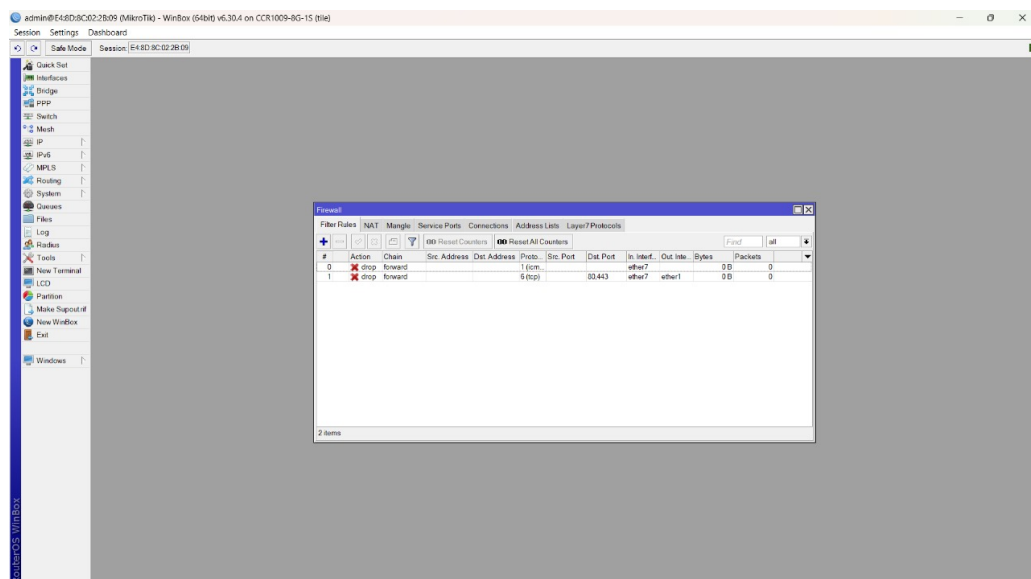 admin@E4:8D:8C:02:2B:09 (MikroTik) - WinBox (64bit) v6.30.4 on CCR1009-8G-1S (tile)
Session Settings Dashboard
Safe Mode Session: E4:8D:8C:02:2B:09
Quick Set
Interfaces
Bridge
PPP
Switch
Mesh
IP
IPv6
MPLS
Routing
System
Queues
Files
Log
Radius
Tools
New Terminal
LCD
Partition
Make Supout.rif
New WinBox
Exit
Windows
RouterOS WinBox
Firewall
Filter Rules NAT Mangle Service Ports Connections Address Lists Layer7 Protocols
00 Reset Counters 00 Reset All Counters Find all
# Action Chain Src. Address Dst. Address Proto... Src. Port Dst. Port In. Interf... Out. Inte... Bytes Packets
0 drop forward 1 (icm... ether7 0 B 0
1 drop forward 6 (tcp) 80,443 ether7 ether1 0 B 0
2 items